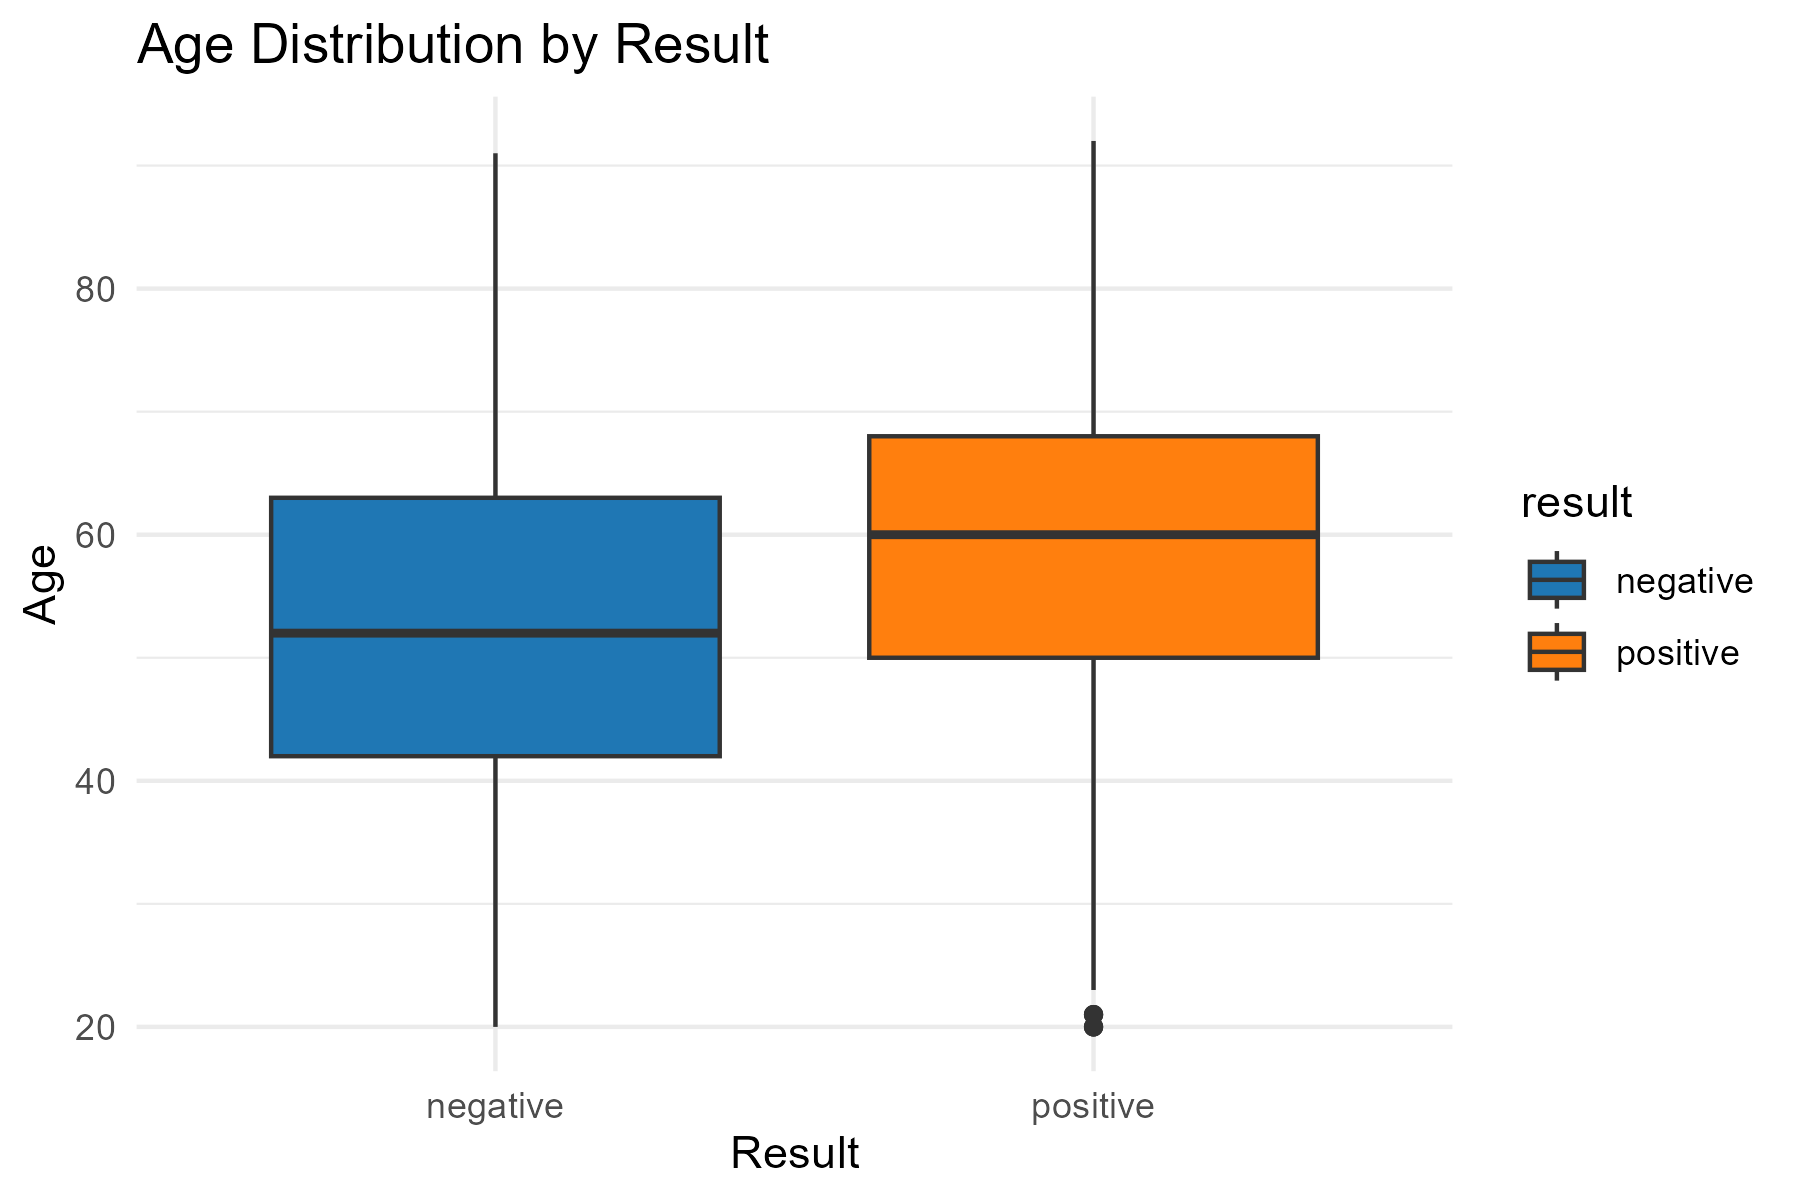 Age Distribution by Result
80
60
40
20
Age
negative
positive
Result
result
negative
positive